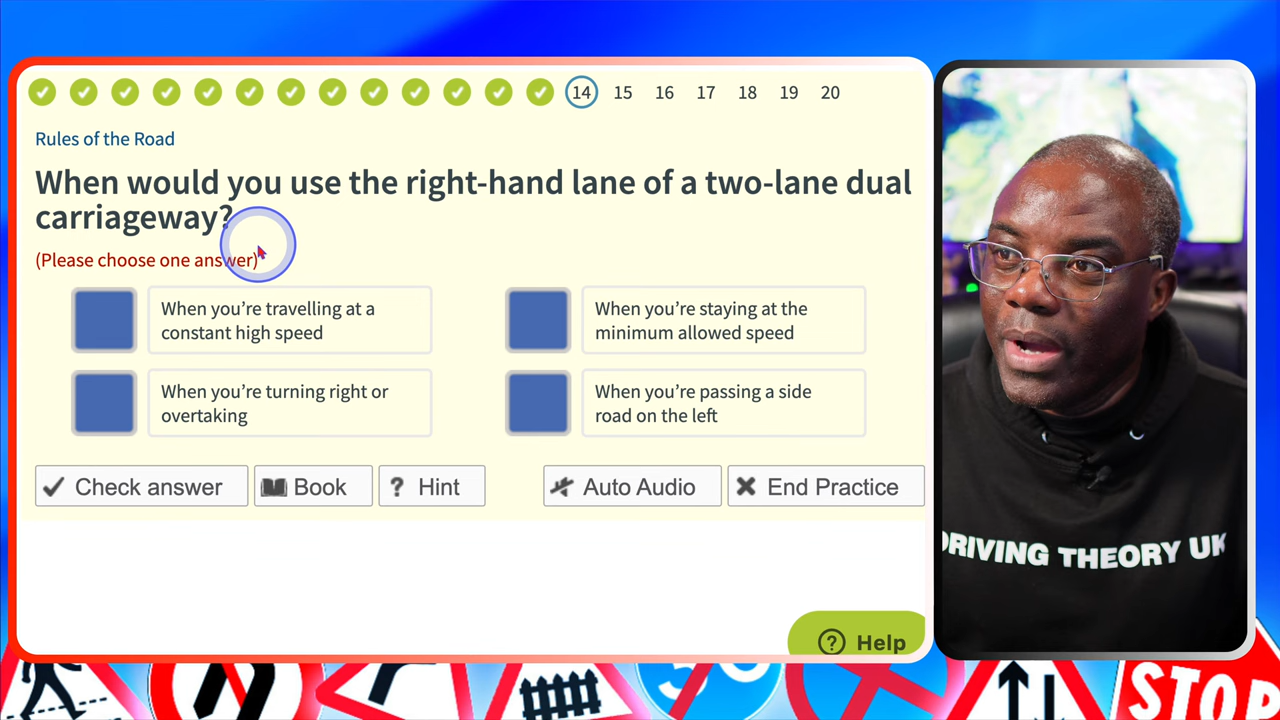 14 15 16 17 18 19 20
Rules of the Road
When would you use the right-hand lane of a two-lane dual
carriageway?
(Please choose one answer)
When you're travelling at a
constant high speed
When you're staying at the
minimum allowed speed
When you're turning right or
overtaking
When you're passing a side
road on the left
Check answer
Book
? Hint
Auto Audio
End Practice
? Help
DRIVING THEORY UK
STOP